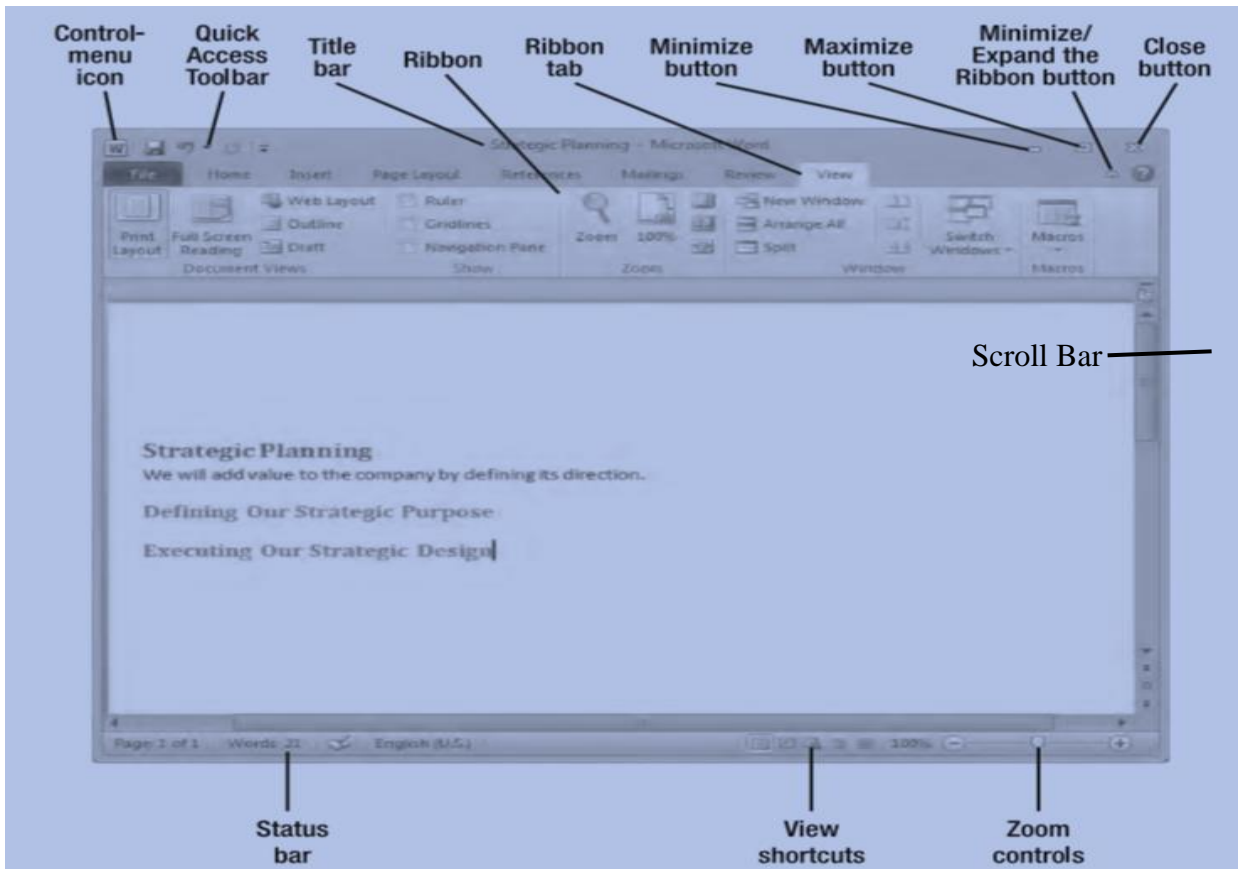 Control-
menu
icon
Quick
Access
Toolbar
Title
bar
Ribbon
Ribbon
tab
Minimize
button
Maximize
button
Minimize/
Expand the
Ribbon button
Close
button
W
Strategic Planning - Microsoft Word
File Home Insert Page Layout References Mailings Review View
Print
Layout
Full Screen
Reading
Web Layout
Outline
Draft
Document Views
Ruler
Gridlines
Navigation Pane
Show
Zoom
100%
Zoom
New Window
Arrange All
Split
Switch
Windows
Window
Macros
Macros
Scroll Bar
Strategic Planning
We will add value to the company by defining its direction.
Defining Our Strategic Purpose
Executing Our Strategic Design
Page: 1 of 1 Words: 21 English (U.S.) 100%
Status
bar
View
shortcuts
Zoom
controls